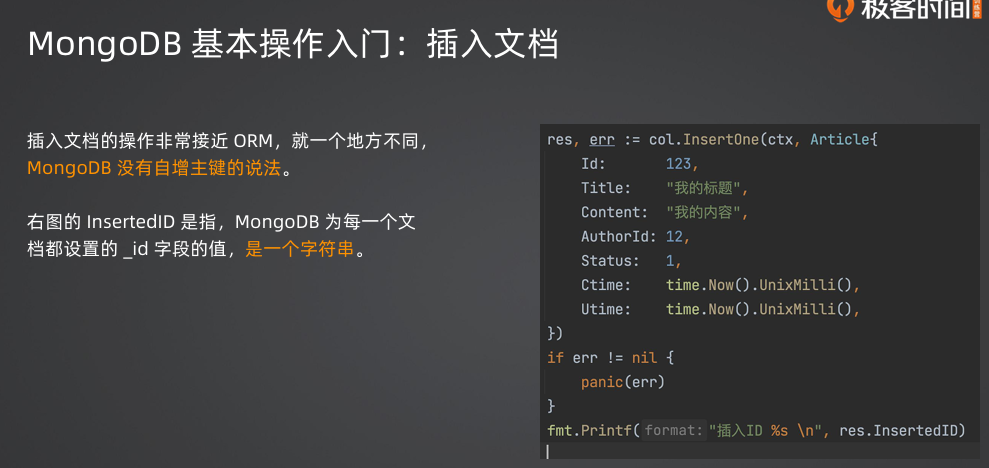 极客时间
MongoDB 基本操作入门：插入文档
插入文档的操作非常接近 ORM，就一个地方不同，
MongoDB 没有自增主键的说法。
右图的 InsertedID 是指，MongoDB 为每一个文
档都设置的 _id 字段的值，是一个字符串。
res, err := col.InsertOne(ctx, Article{
Id: 123,
Title: "我的标题",
Content: "我的内容",
AuthorId: 12,
Status: 1,
Ctime: time.Now().UnixMilli(),
Utime: time.Now().UnixMilli(),
})
if err != nil {
panic(err)
}
fmt.Printf( format: "插入ID %s \n", res.InsertedID)